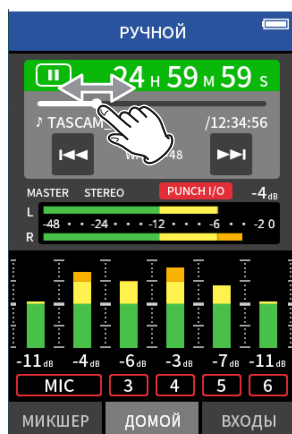 РУЧНОЙ
24 H 59 M 59 S
♪ TASCAM /12:34:56
48
MASTER STEREO PUNCH I/O -4dB
L
-48 -24 -12 -6 -2 0
R
-11dB -4dB -6dB -3dB -7dB -11dB
MIC 3 4 5 6
МИКШЕР ДОМОЙ ВХОДЫ